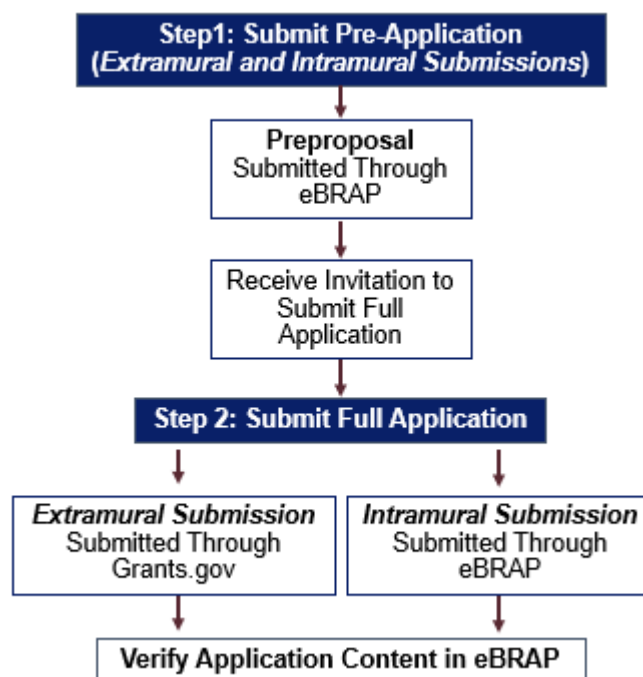 Step1: Submit Pre-Application
(Extramural and Intramural Submissions)
Preproposal
Submitted Through
eBRAP
Receive Invitation to
Submit Full
Application
Step 2: Submit Full Application
Extramural Submission
Submitted Through
Grants.gov
Intramural Submission
Submitted Through
eBRAP
Verify Application Content in eBRAP